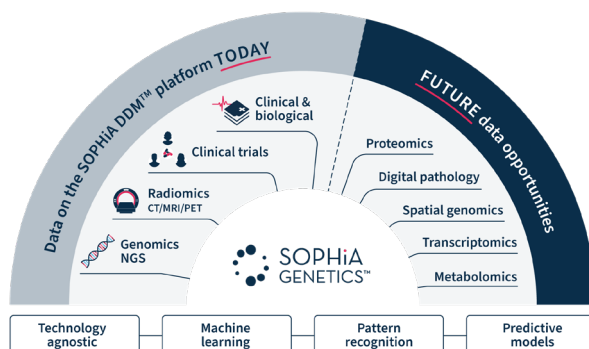 Data on the SOPHiA DDM™ platform TODAY
FUTURE data opportunities
Clinical &
biological
Clinical trials
Radiomics
CT/MRI/PET
Genomics
NGS
Proteomics
Digital pathology
Spatial genomics
Transcriptomics
Metabolomics
SOPHiA
GENETICS™
Technology
agnostic
Machine
learning
Pattern
recognition
Predictive
models